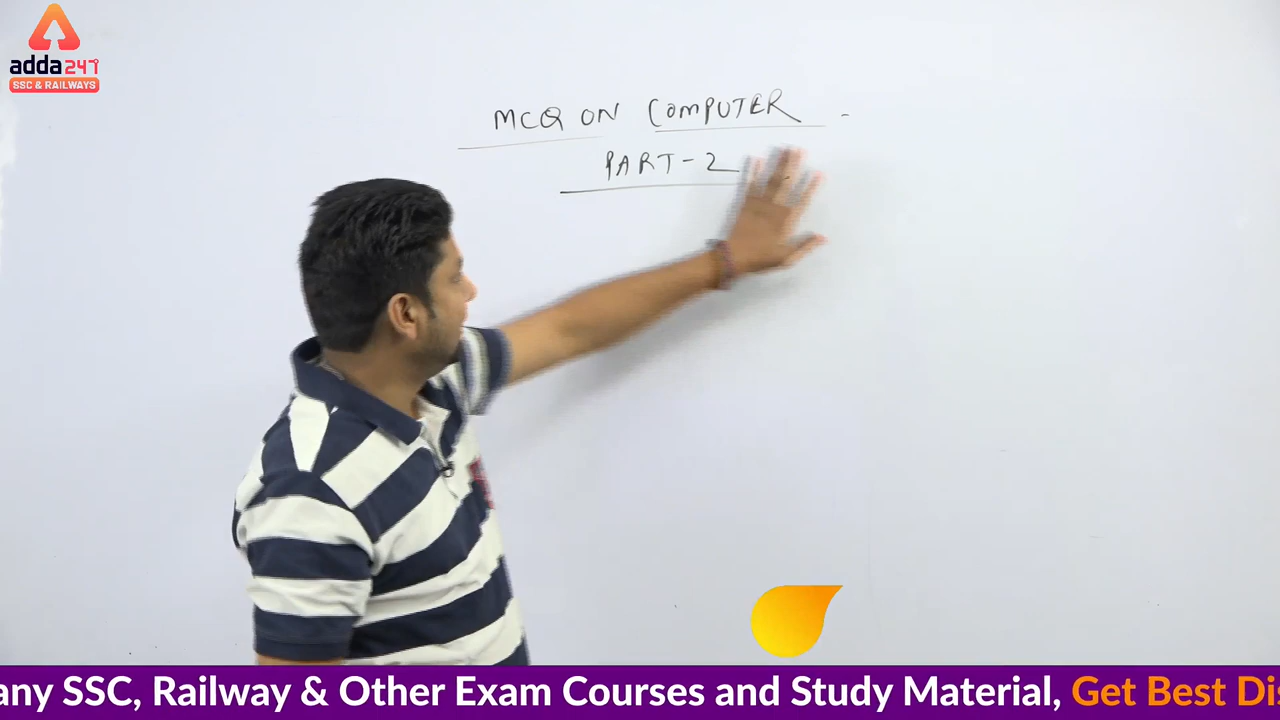 adda247
SSC & RAILWAYS
MCQ ON COMPUTER -
PART-2
any SSC, Railway & Other Exam Courses and Study Material, Get Best Dis